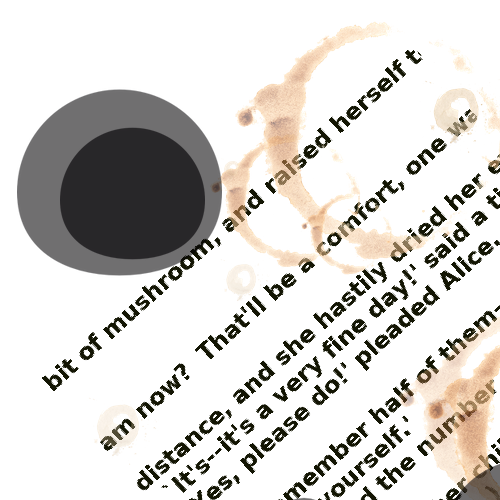 bit of mushroom, and raised herself t
am now? That'll be a comfort, one wa
distance, and she hastily dried her
`It's--it's a very fine day!' said a
Yes, please do!' pleaded Alice.
member half of them-
yourself.'
the number